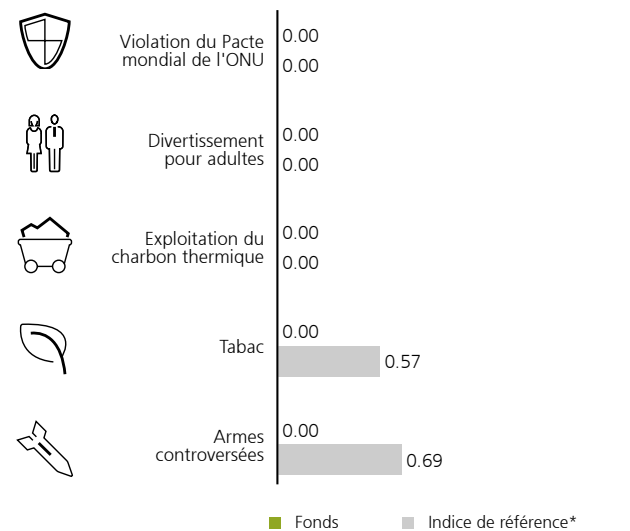 Violation du Pacte
mondial de l'ONU
0.00
0.00
Divertissement
pour adultes
0.00
0.00
Exploitation du
charbon thermique
0.00
0.00
Tabac
0.00
0.57
Armes
controversées
0.00
0.69
Fonds
Indice de référence*